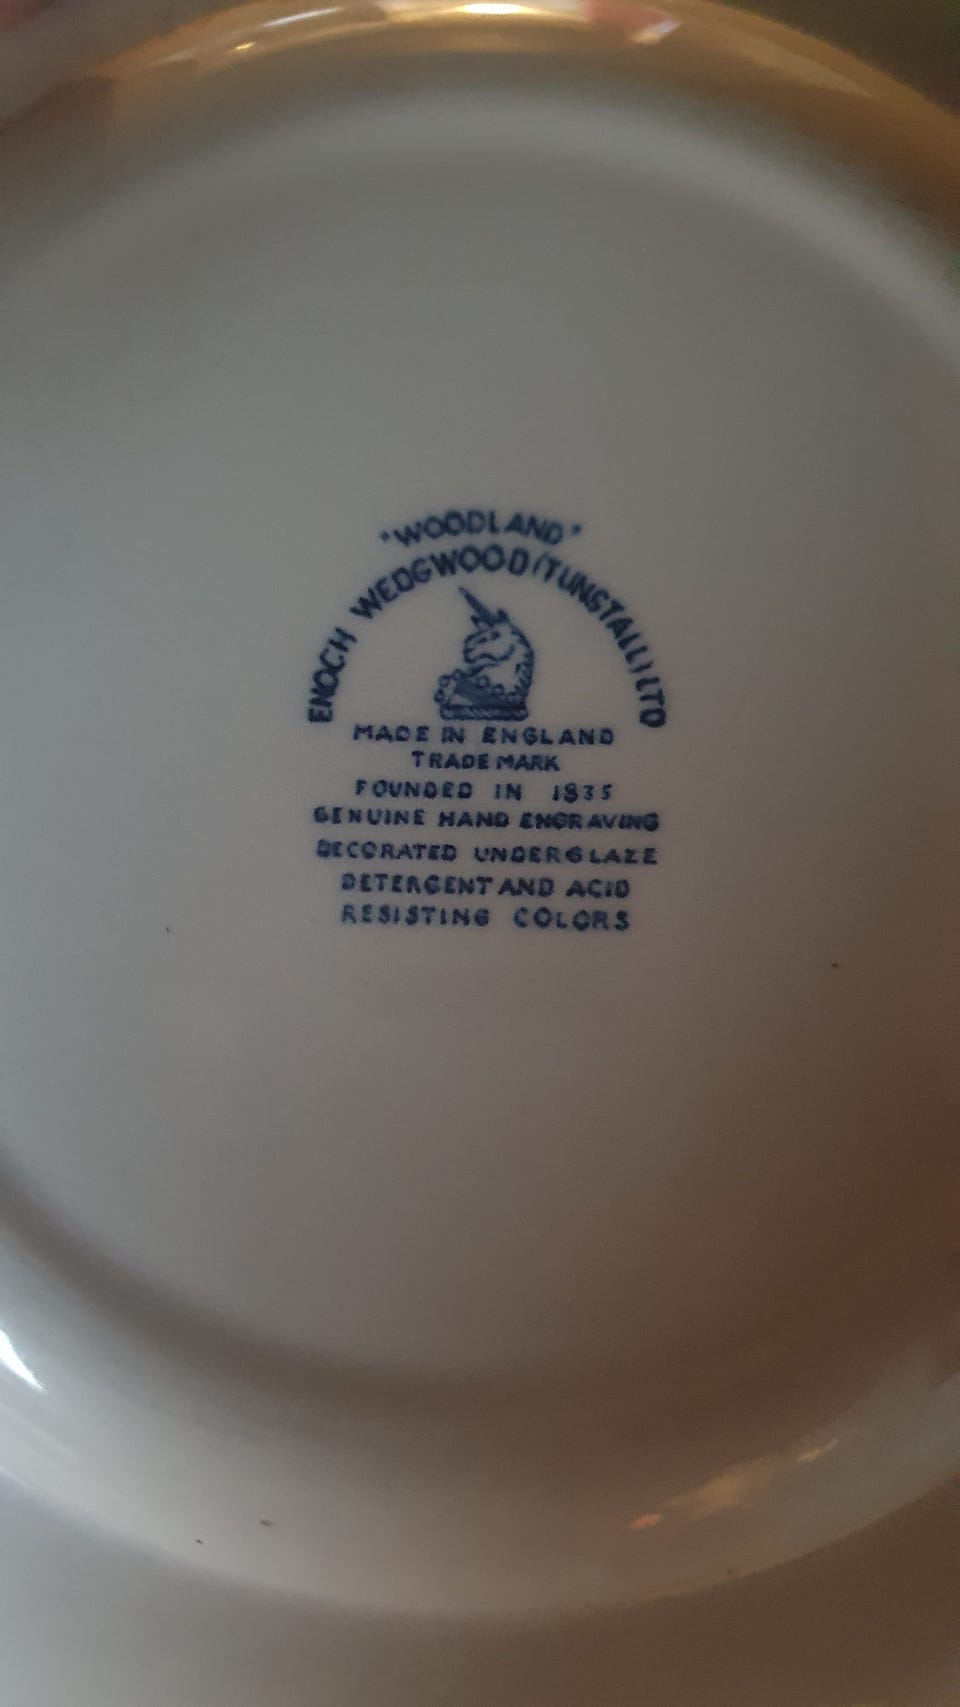 "WOODLAND"
ENOCH WEDGWOOD (TUNSTALL) LTD
MADE IN ENGLAND
TRADE MARK
FOUNDED IN 1835
GENUINE HAND ENGRAVING
DECORATED UNDERGLAZE
DETERGENT AND ACID
RESISTING COLORS